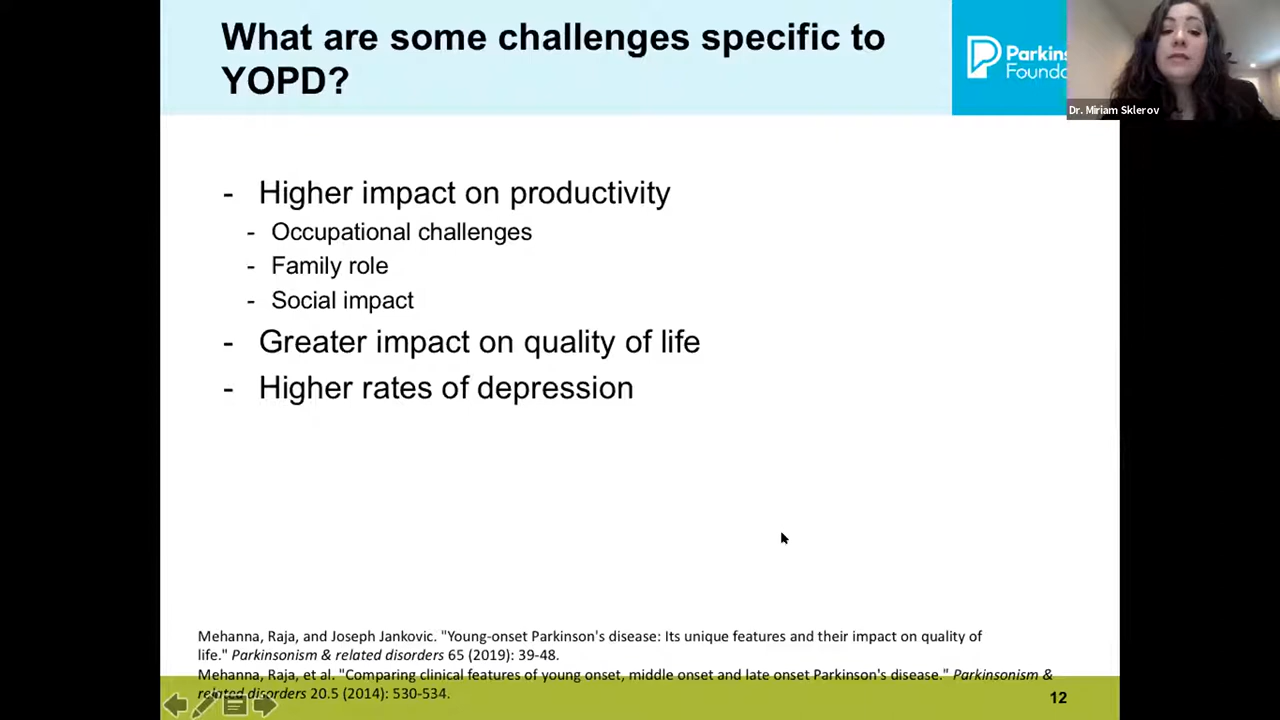 What are some challenges specific to
YOPD?
Parkins
Founda
Dr. Miriam Sklerov
- Higher impact on productivity
- Occupational challenges
- Family role
- Social impact
- Greater impact on quality of life
- Higher rates of depression
Mehanna, Raja, and Joseph Jankovic. "Young-onset Parkinson's disease: Its unique features and their impact on quality of
life." Parkinsonism & related disorders 65 (2019): 39-48.
Mehanna, Raja, et al. "Comparing clinical features of young onset, middle onset and late onset Parkinson's disease." Parkinsonism &
related disorders 20.5 (2014): 530-534.
12